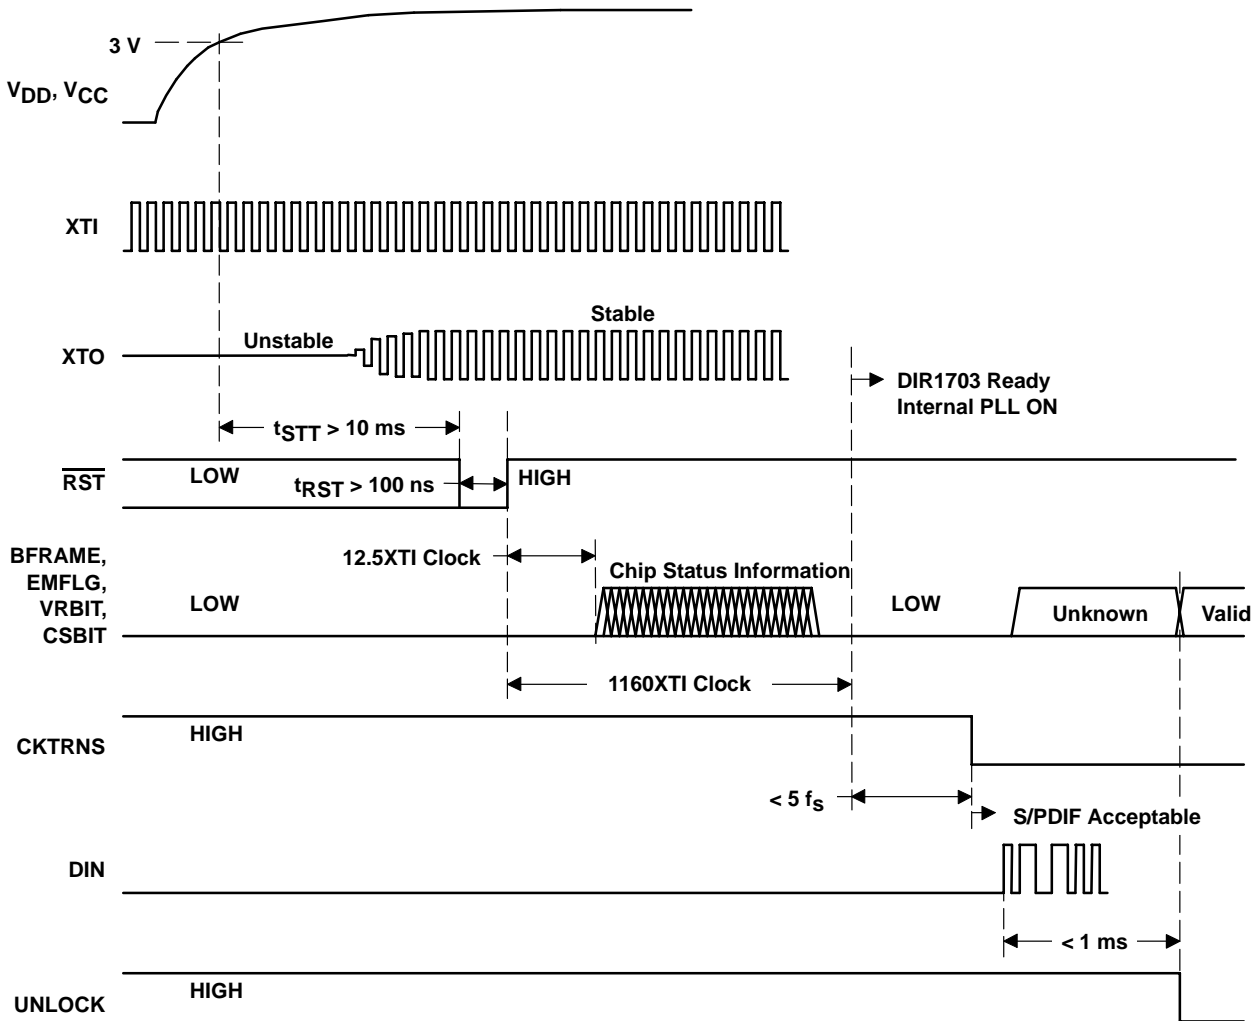 3 V
VDD, VCC
XTI
Stable
Unstable
XTO
DIR1703 Ready
Internal PLL ON
tSTT > 10 ms
RST
LOW
tRST > 100 ns
HIGH
BFRAME,
EMFLG,
VRBIT,
CSBIT
12.5XTI Clock
Chip Status Information
LOW
LOW
Unknown
Valid
1160XTI Clock
CKTRNS
HIGH
< 5 fs
S/PDIF Acceptable
DIN
< 1 ms
UNLOCK
HIGH